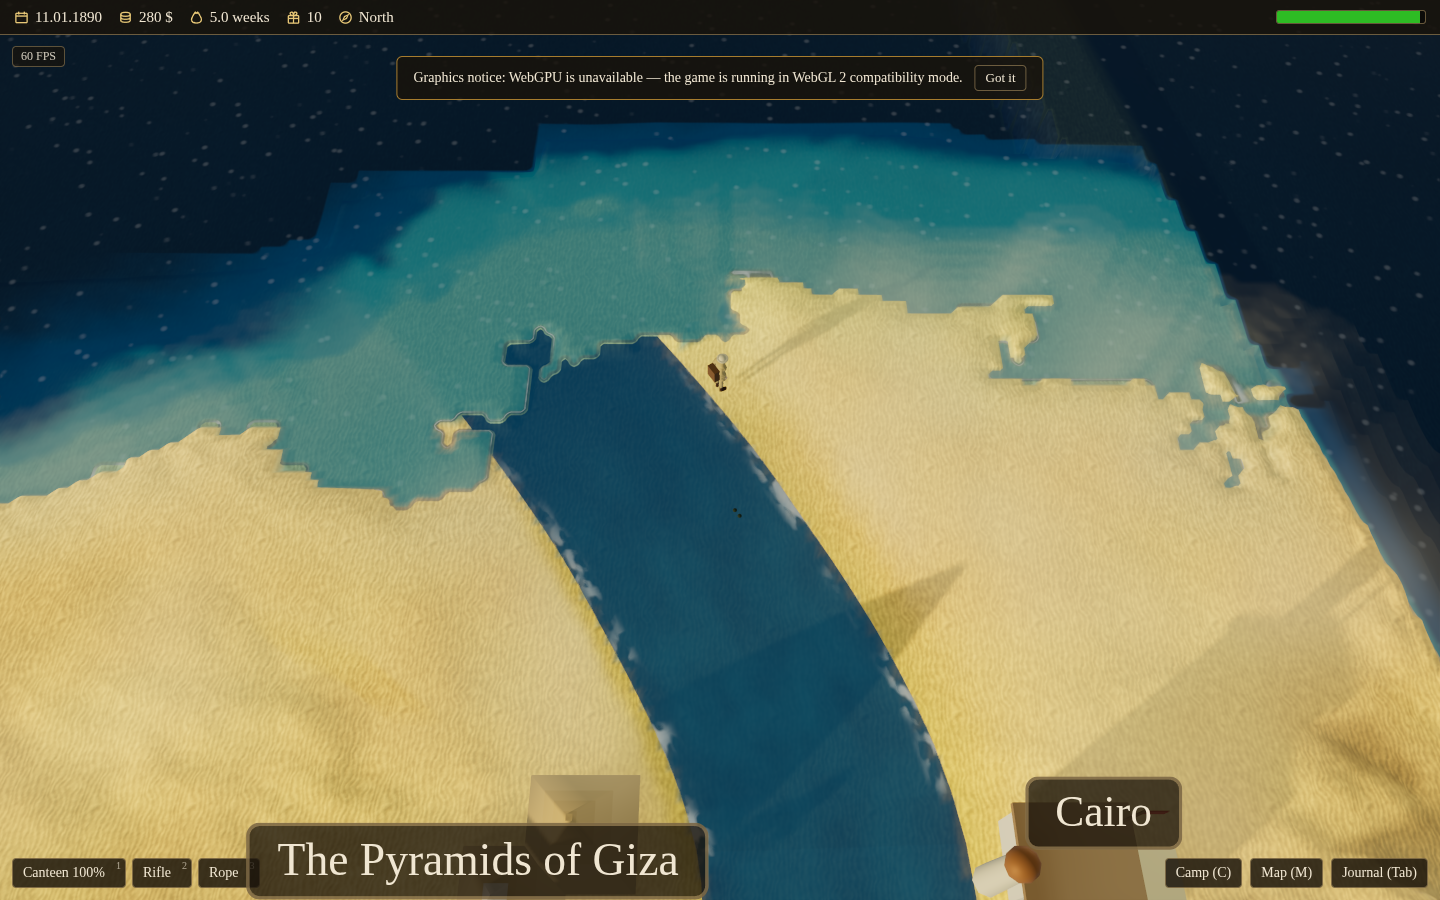 11.01.1890 280 $ 5.0 weeks 10 North
60 FPS
Graphics notice: WebGPU is unavailable — the game is running in WebGL 2 compatibility mode. Got it
Cairo
The Pyramids of Giza
Canteen 100% 1 Rifle 2 Rope
Camp (C) Map (M) Journal (Tab)